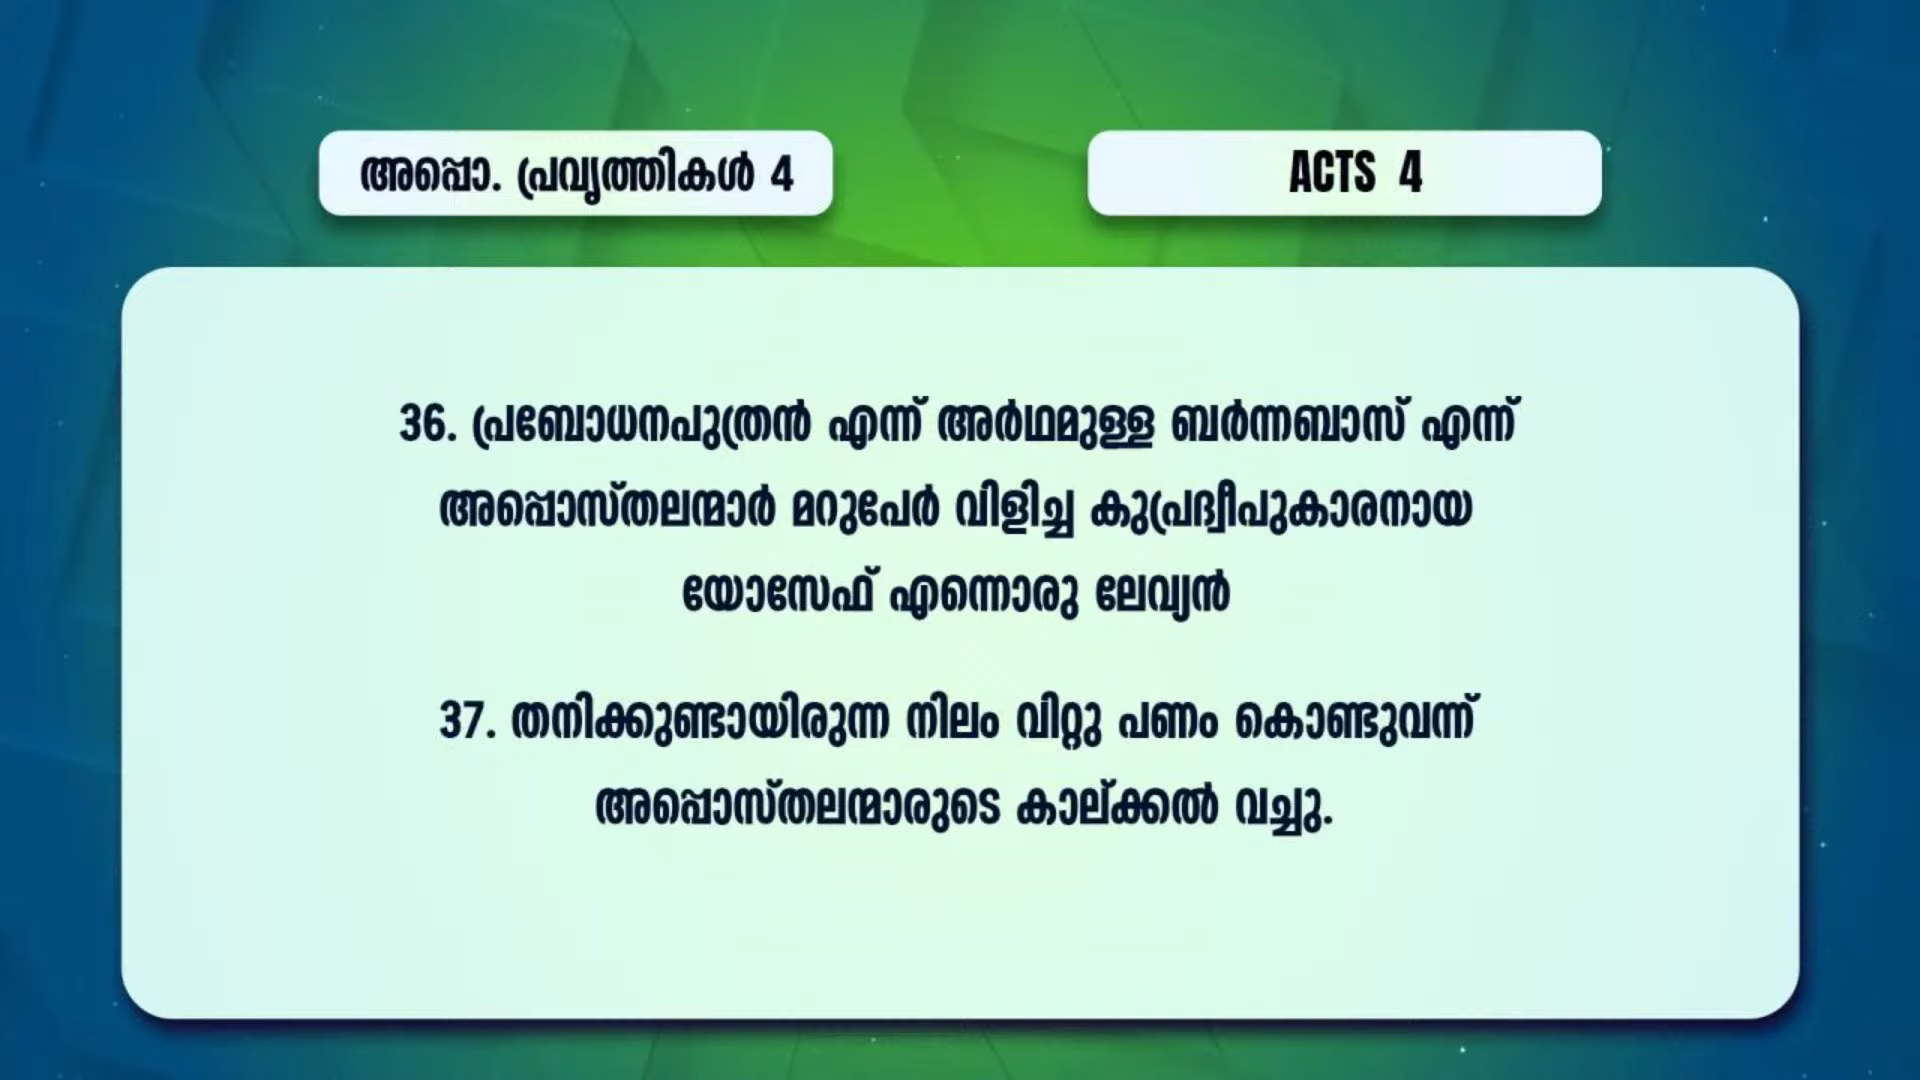 അപ്പൊ. പ്രവൃത്തികൾ 4
ACTS 4
36. പ്രബോധനപുത്രൻ എന്ന് അർഥമുള്ള ബർന്നബാസ് എന്ന്
അപ്പൊസ്തലന്മാർ മറുപേർ വിളിച്ച കുപ്രദ്വീപുകാരനായ
യോസേഫ് എന്നൊരു ലേവ്യൻ
37. തനിക്കുണ്ടായിരുന്ന നിലം വിറ്റു പണം കൊണ്ടുവന്ന്
അപ്പൊസ്തലന്മാരുടെ കാല്ക്കൽ വച്ചു.